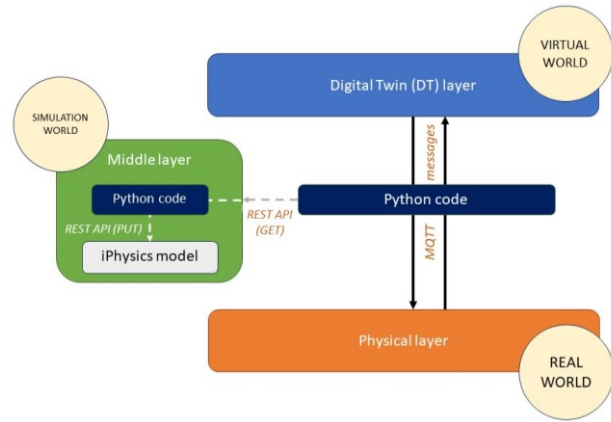 VIRTUAL
WORLD
Digital Twin (DT) layer
SIMULATION
WORLD
Middle layer
messages
Python code
REST API
(GET)
Python code
REST API (PUT)
iPhysics model
MQTT
Physical layer
REAL
WORLD